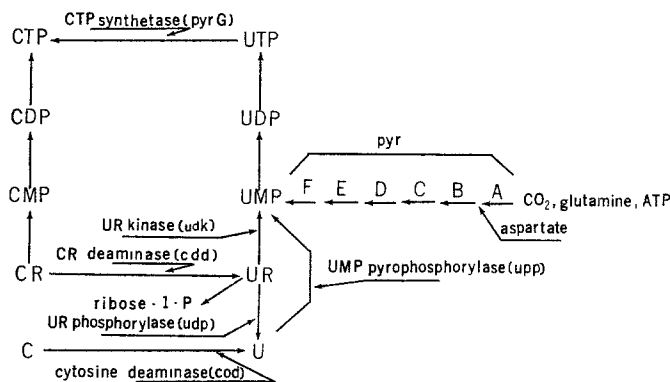 CTP synthetase(pyrG)
CTP UTP
CDP UDP
pyr
CMP UMP F E D C B A CO2, glutamine, ATP
aspartate
UR kinase(udk)
CR deaminase(cdd)
CR UR
UMP pyrophosphorylase(upp)
ribose-1-P
UR phosphorylase(udp)
C U
cytosine deaminase(cod)